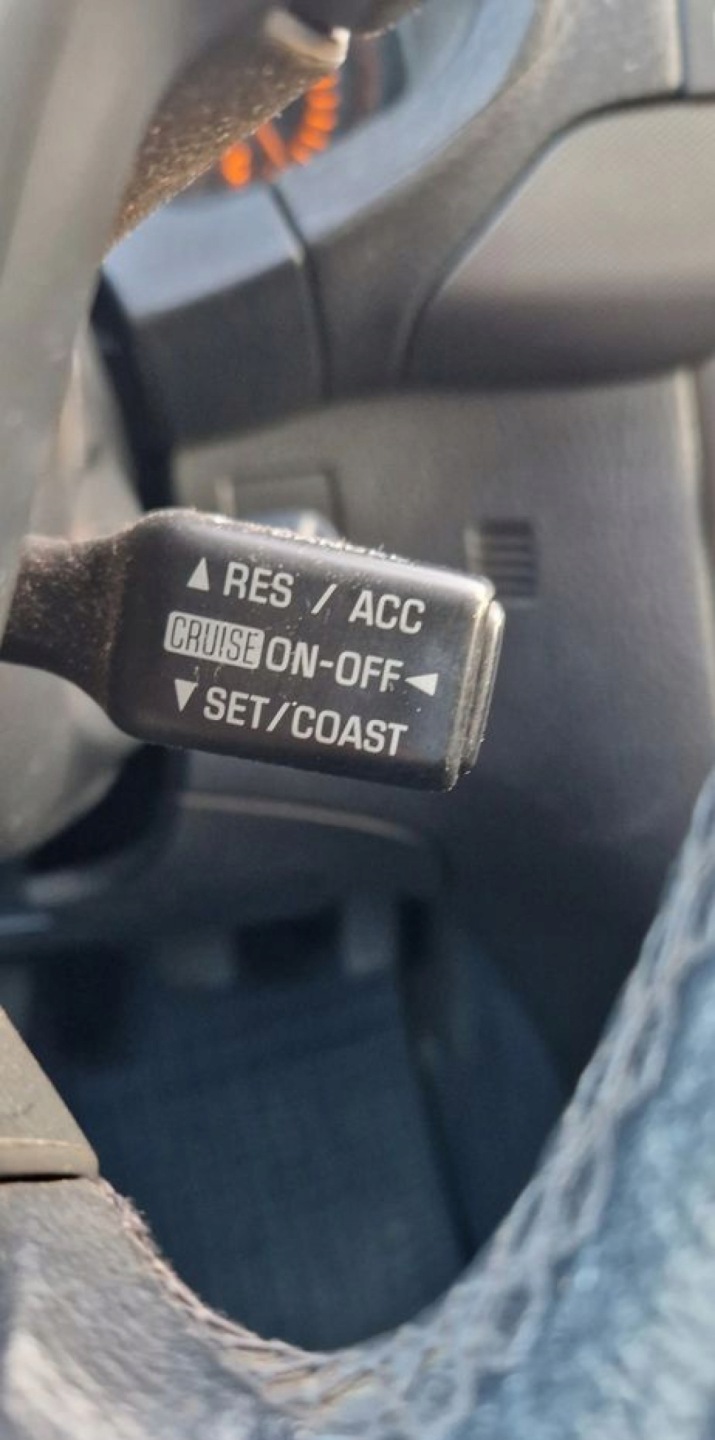 ▲ RES / ACC
CRUISE ON-OFF ◀
▼ SET/COAST